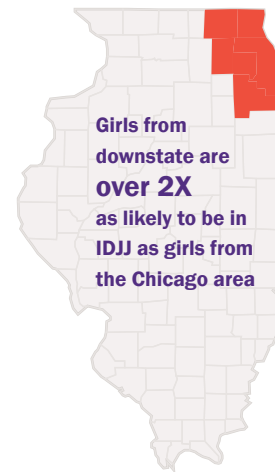 Girls from
downstate are
over 2X
as likely to be in
IDJJ as girls from
the Chicago area